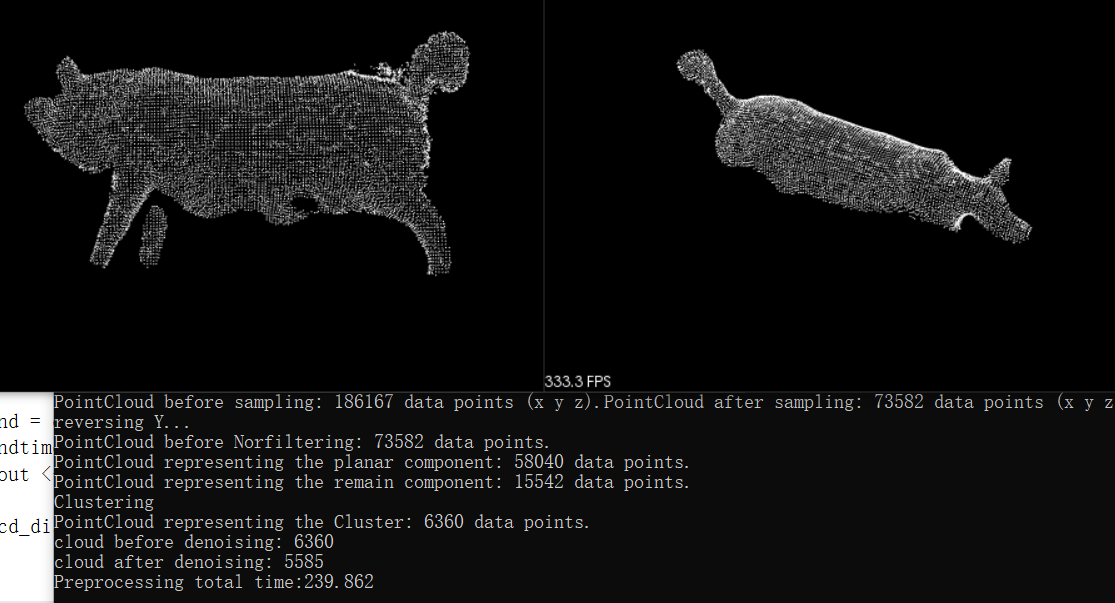 333.3 FPS
PointCloud before sampling: 186167 data points (x y z).PointCloud after sampling: 73582 data points (x y z
nd = reversing Y...
PointCloud before Norfiltering: 73582 data points.
ndtim
PointCloud representing the planar component: 58040 data points.
out <
PointCloud representing the remain component: 15542 data points.
Clustering
cd_di
PointCloud representing the Cluster: 6360 data points.
cloud before denoising: 6360
cloud after denoising: 5585
Preprocessing total time:239.862